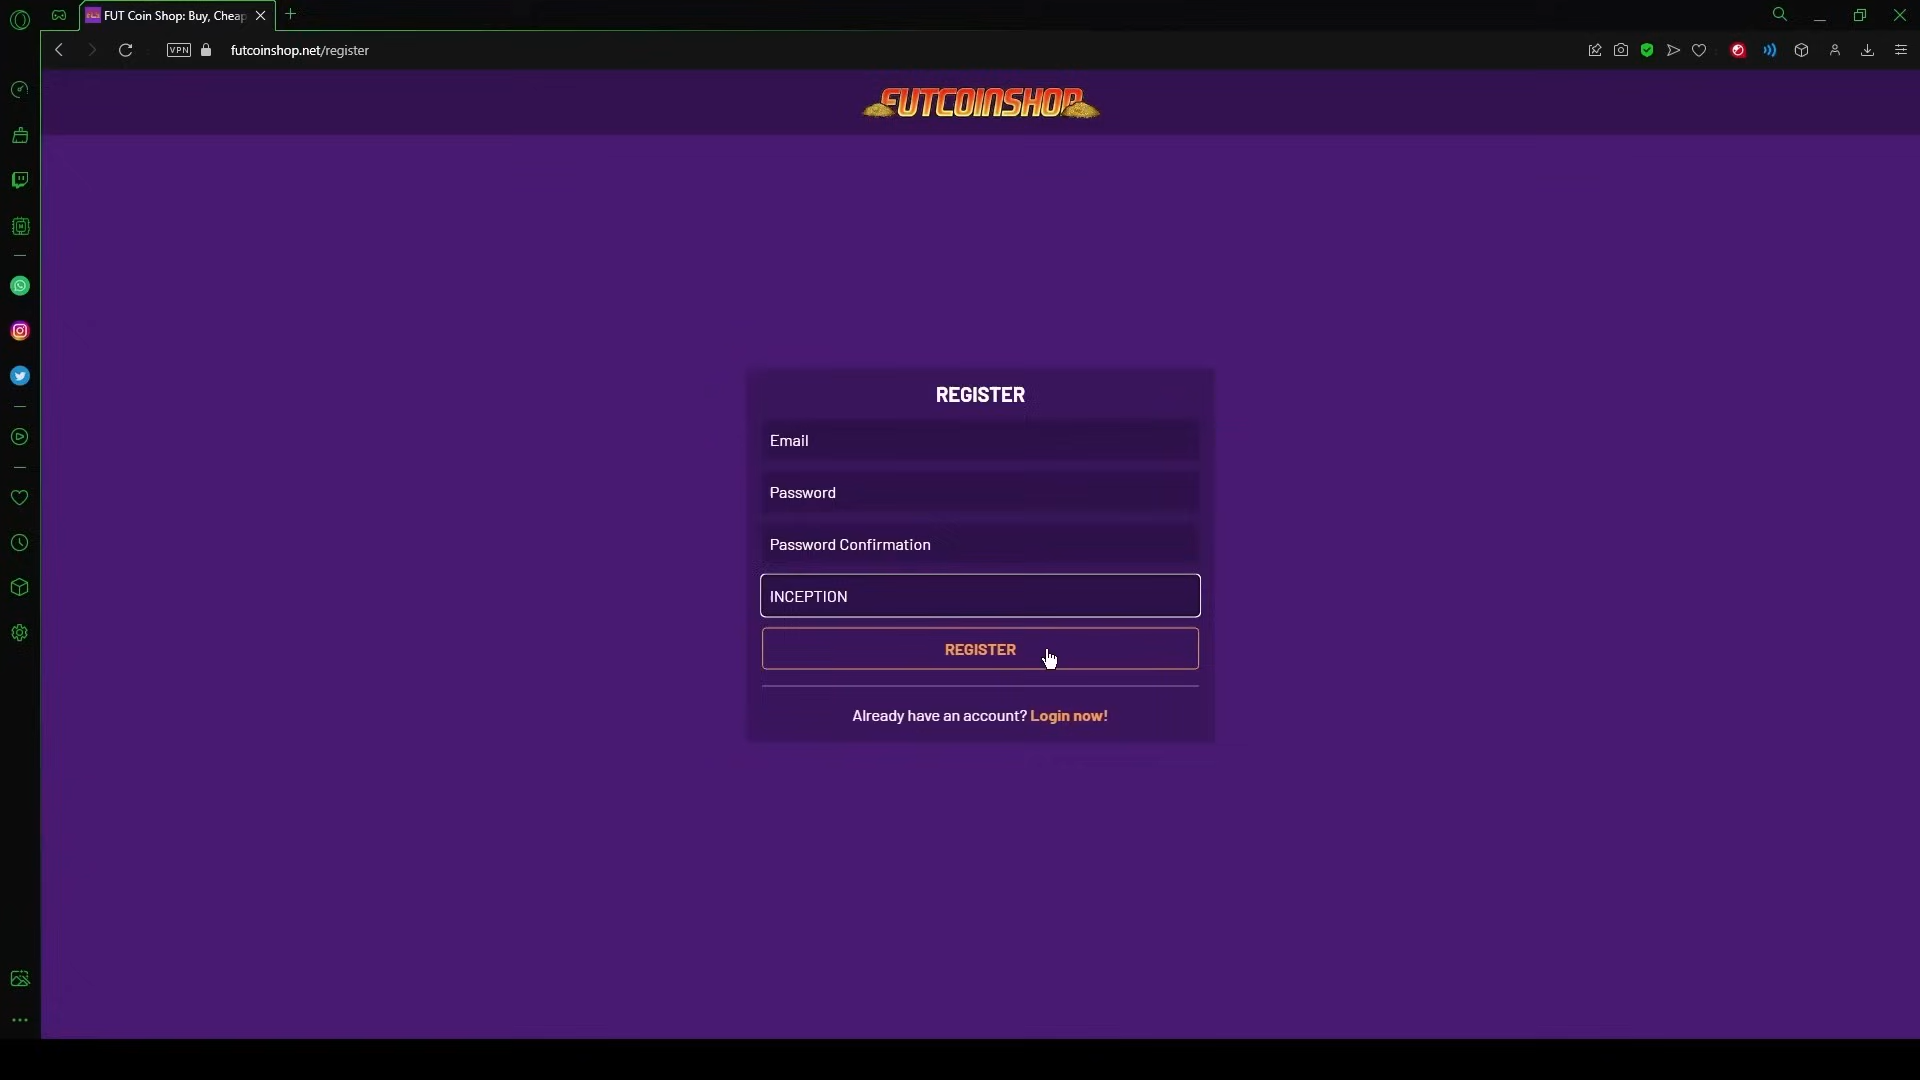 FUT Coin Shop: Buy, Cheap
VPN
futcoinshop.net/register
FUTCOINSHOP
REGISTER
Email
Password
Password Confirmation
INCEPTION
REGISTER
Already have an account? Login now!